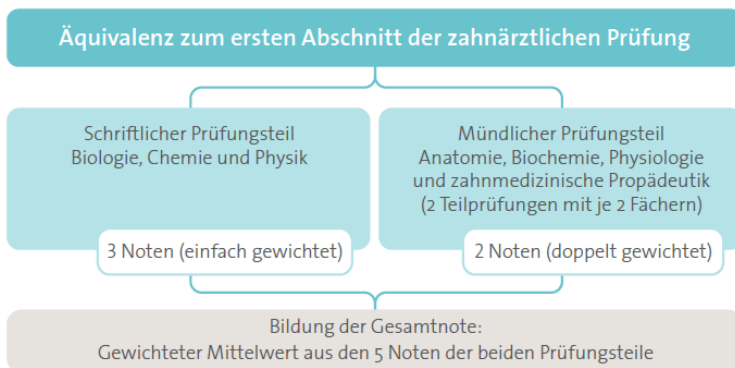 Äquivalenz zum ersten Abschnitt der zahnärztlichen Prüfung
Schriftlicher Prüfungsteil
Biologie, Chemie und Physik
3 Noten (einfach gewichtet)
Mündlicher Prüfungsteil
Anatomie, Biochemie, Physiologie
und zahnmedizinische Propädeutik
(2 Teilprüfungen mit je 2 Fächern)
2 Noten (doppelt gewichtet)
Bildung der Gesamtnote:
Gewichteter Mittelwert aus den 5 Noten der beiden Prüfungsteile